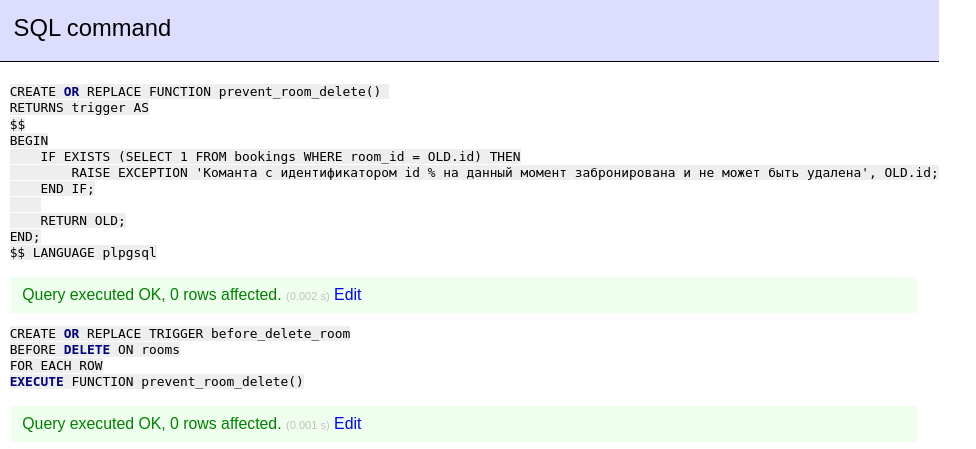 SQL command
CREATE OR REPLACE FUNCTION prevent_room_delete()
RETURNS trigger AS
$$
BEGIN
    IF EXISTS (SELECT 1 FROM bookings WHERE room_id = OLD.id) THEN
        RAISE EXCEPTION 'Команта с идентификатором id % на данный момент забронирована и не может быть удалена', OLD.id;
    END IF;
    RETURN OLD;
END;
$$ LANGUAGE plpgsql
Query executed OK, 0 rows affected. (0.002 s) Edit
CREATE OR REPLACE TRIGGER before_delete_room
BEFORE DELETE ON rooms
FOR EACH ROW
EXECUTE FUNCTION prevent_room_delete()
Query executed OK, 0 rows affected. (0.001 s) Edit